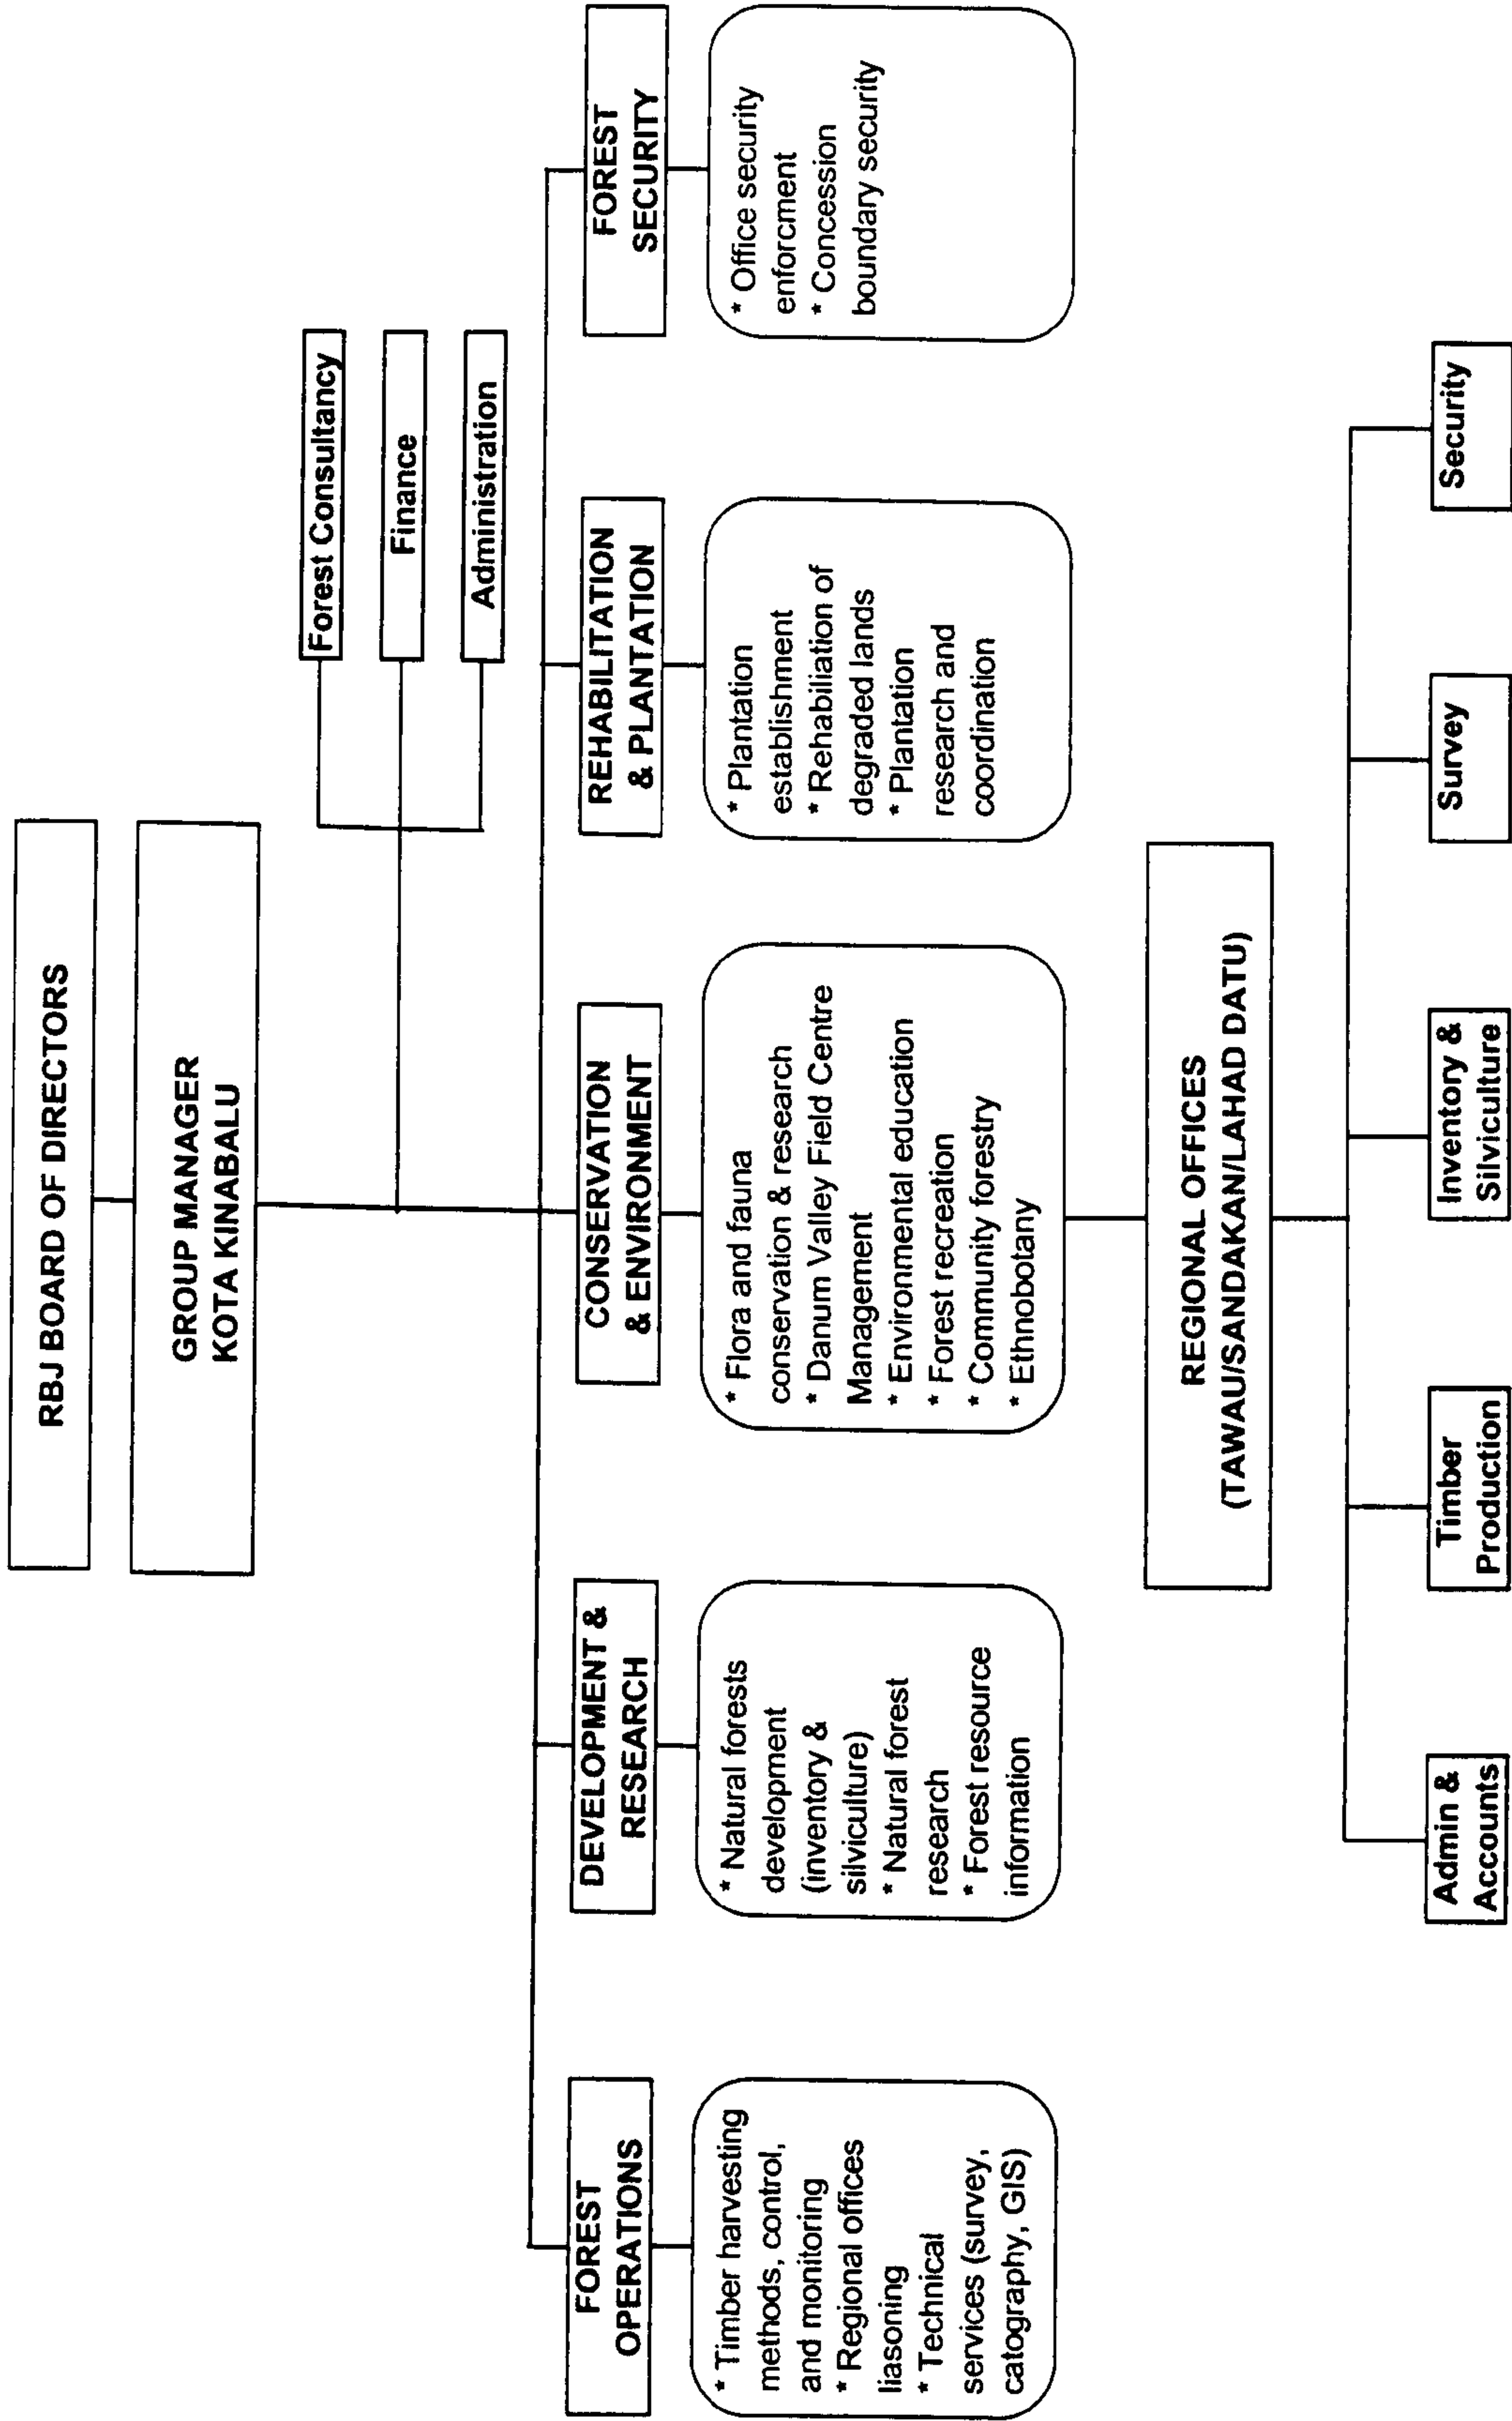 RBJ BOARD OF DIRECTORS
GROUP MANAGER
KOTA KINABALU
Forest Consultancy
Finance
Administration
FOREST
OPERATIONS
* Timber harvesting
methods, control,
and monitoring
* Regional offices
liasoning
* Technical
services (survey,
catography, GIS)
DEVELOPMENT &
RESEARCH
* Natural forests
development
(inventory &
silviculture)
* Natural forest
research
* Forest resource
information
CONSERVATION
& ENVIRONMENT
* Flora and fauna
conservation & research
* Danum Valley Field Centre
Management
* Environmental education
* Forest recreation
* Community forestry
* Ethnobotany
REHABILITATION
& PLANTATION
* Plantation
establishment
* Rehabiliation of
degraded lands
* Plantation
research and
coordination
FOREST
SECURITY
* Office security
enforcment
* Concession
boundary security
REGIONAL OFFICES
(TAWAU/SANDAKAN/LAHAD DATU)
Admin &
Accounts
Timber
Production
Inventory &
Silviculture
Survey
Security